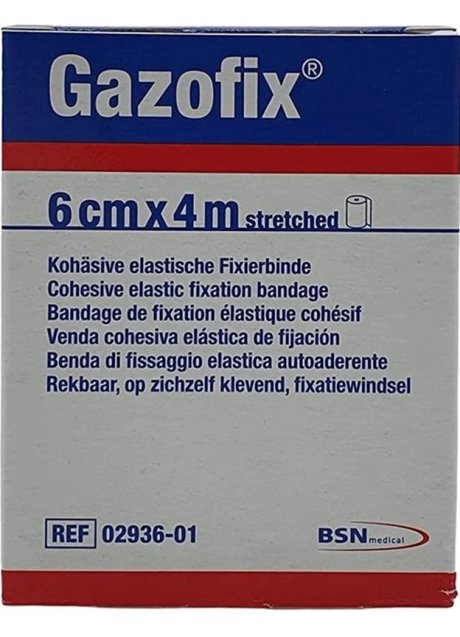 Gazofix®
6 cm x 4 m stretched
Kohäsive elastische Fixierbinde
Cohesive elastic fixation bandage
Bandage de fixation élastique cohésif
Venda cohesiva elástica de fijación
Benda di fissaggio elastica autoaderente
Rekbaar, op zichzelf klevend, fixatiewindsel
REF 02936-01
BSN medical